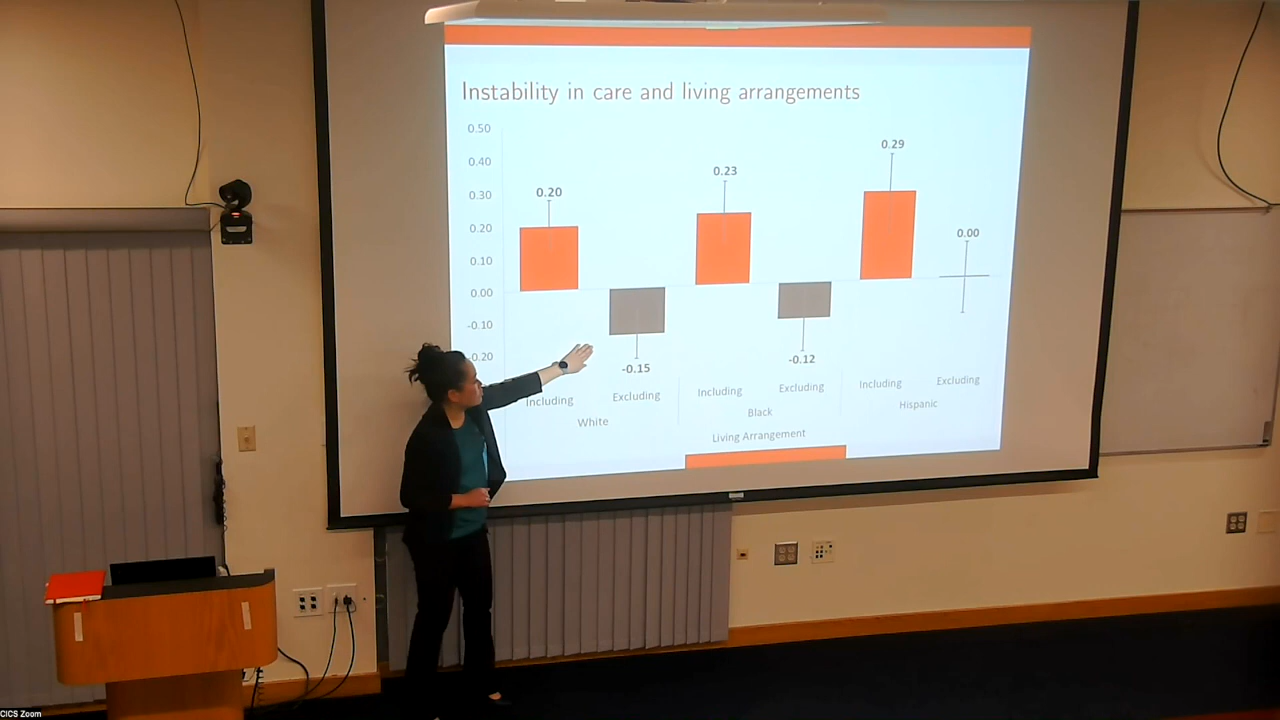 Instability in care and living arrangements
0.50
0.40
0.30
0.20
0.10
0.00
-0.10
-0.20
0.20
-0.15
0.23
-0.12
0.29
0.00
Including
Excluding
Including
Excluding
Including
Excluding
White
Black
Hispanic
Living Arrangement
CICS Zoom